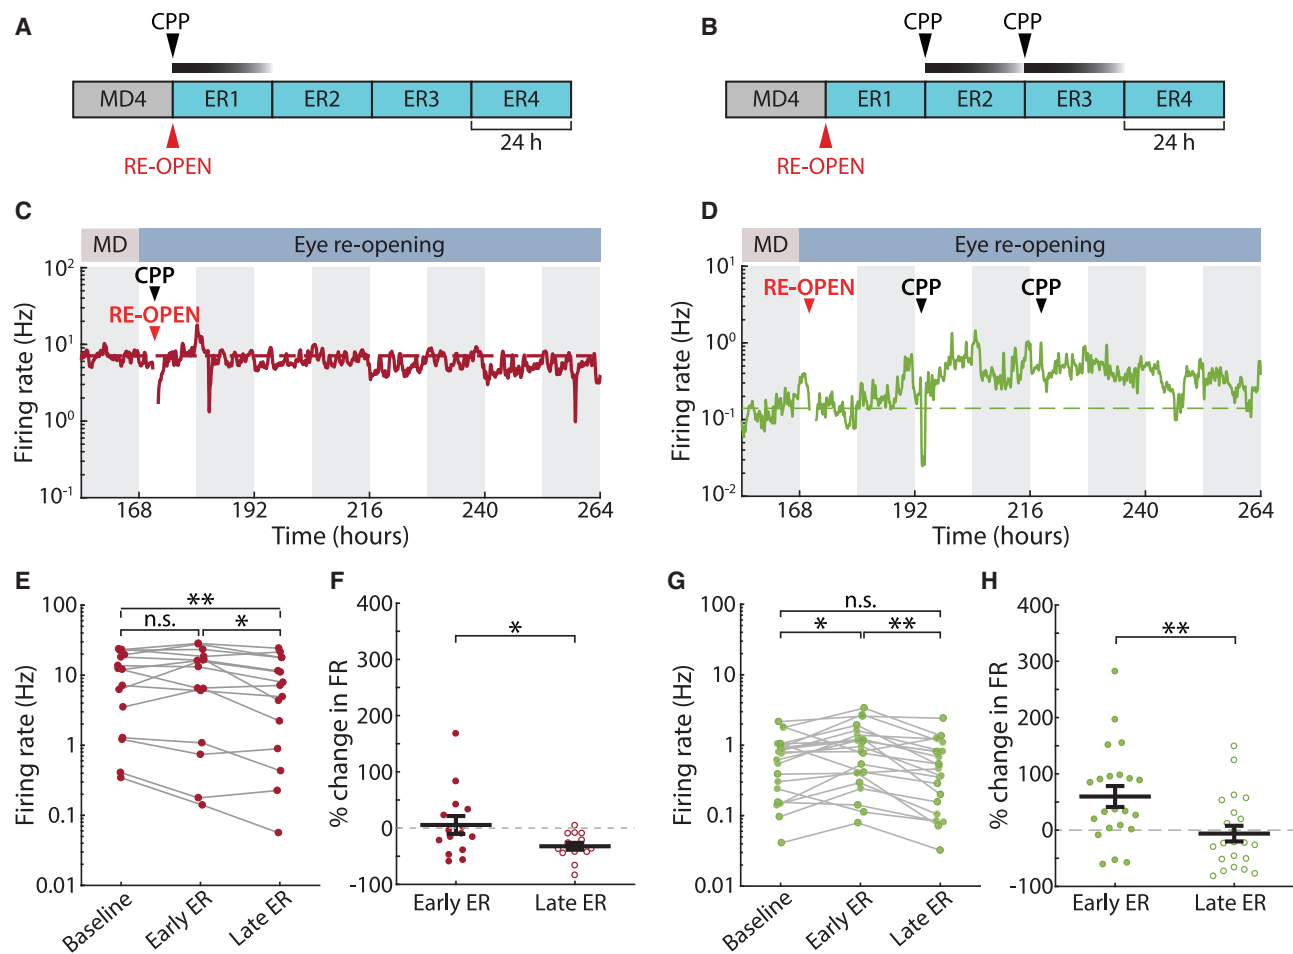 A
CPP
MD4 ER1 ER2 ER3 ER4
RE-OPEN
24 h
B
CPP CPP
MD4 ER1 ER2 ER3 ER4
RE-OPEN
24 h
C
MD Eye re-opening
CPP
RE-OPEN
Firing rate (Hz)
10²
10¹
10⁰
10⁻¹
168 192 216 240 264
Time (hours)
D
MD Eye re-opening
RE-OPEN CPP CPP
Firing rate (Hz)
10¹
10⁰
10⁻¹
10⁻²
168 192 216 240 264
Time (hours)
E
**
n.s. *
Firing rate (Hz)
100
10
1
0.1
0.01
Baseline Early ER Late ER
F
*
% change in FR
400
300
200
100
0
-100
Early ER Late ER
G
n.s.
* **
Firing rate (Hz)
100
10
1
0.1
0.01
Baseline Early ER Late ER
H
**
% change in FR
400
300
200
100
0
-100
Early ER Late ER